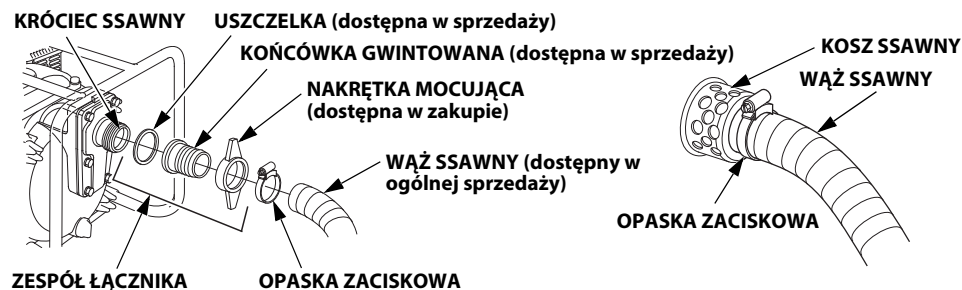 KRÓCIEC SSAWNY
USZCZELKA (dostępna w sprzedaży)
KOŃCÓWKA GWINTOWANA (dostępna w sprzedaży)
NAKRĘTKA MOCUJĄCA
(dostępna w zakupie)
WĄŻ SSAWNY (dostępny w
ogólnej sprzedaży)
ZESPÓŁ ŁĄCZNIKA
OPASKA ZACISKOWA
KOSZ SSAWNY
WĄŻ SSAWNY
OPASKA ZACISKOWA